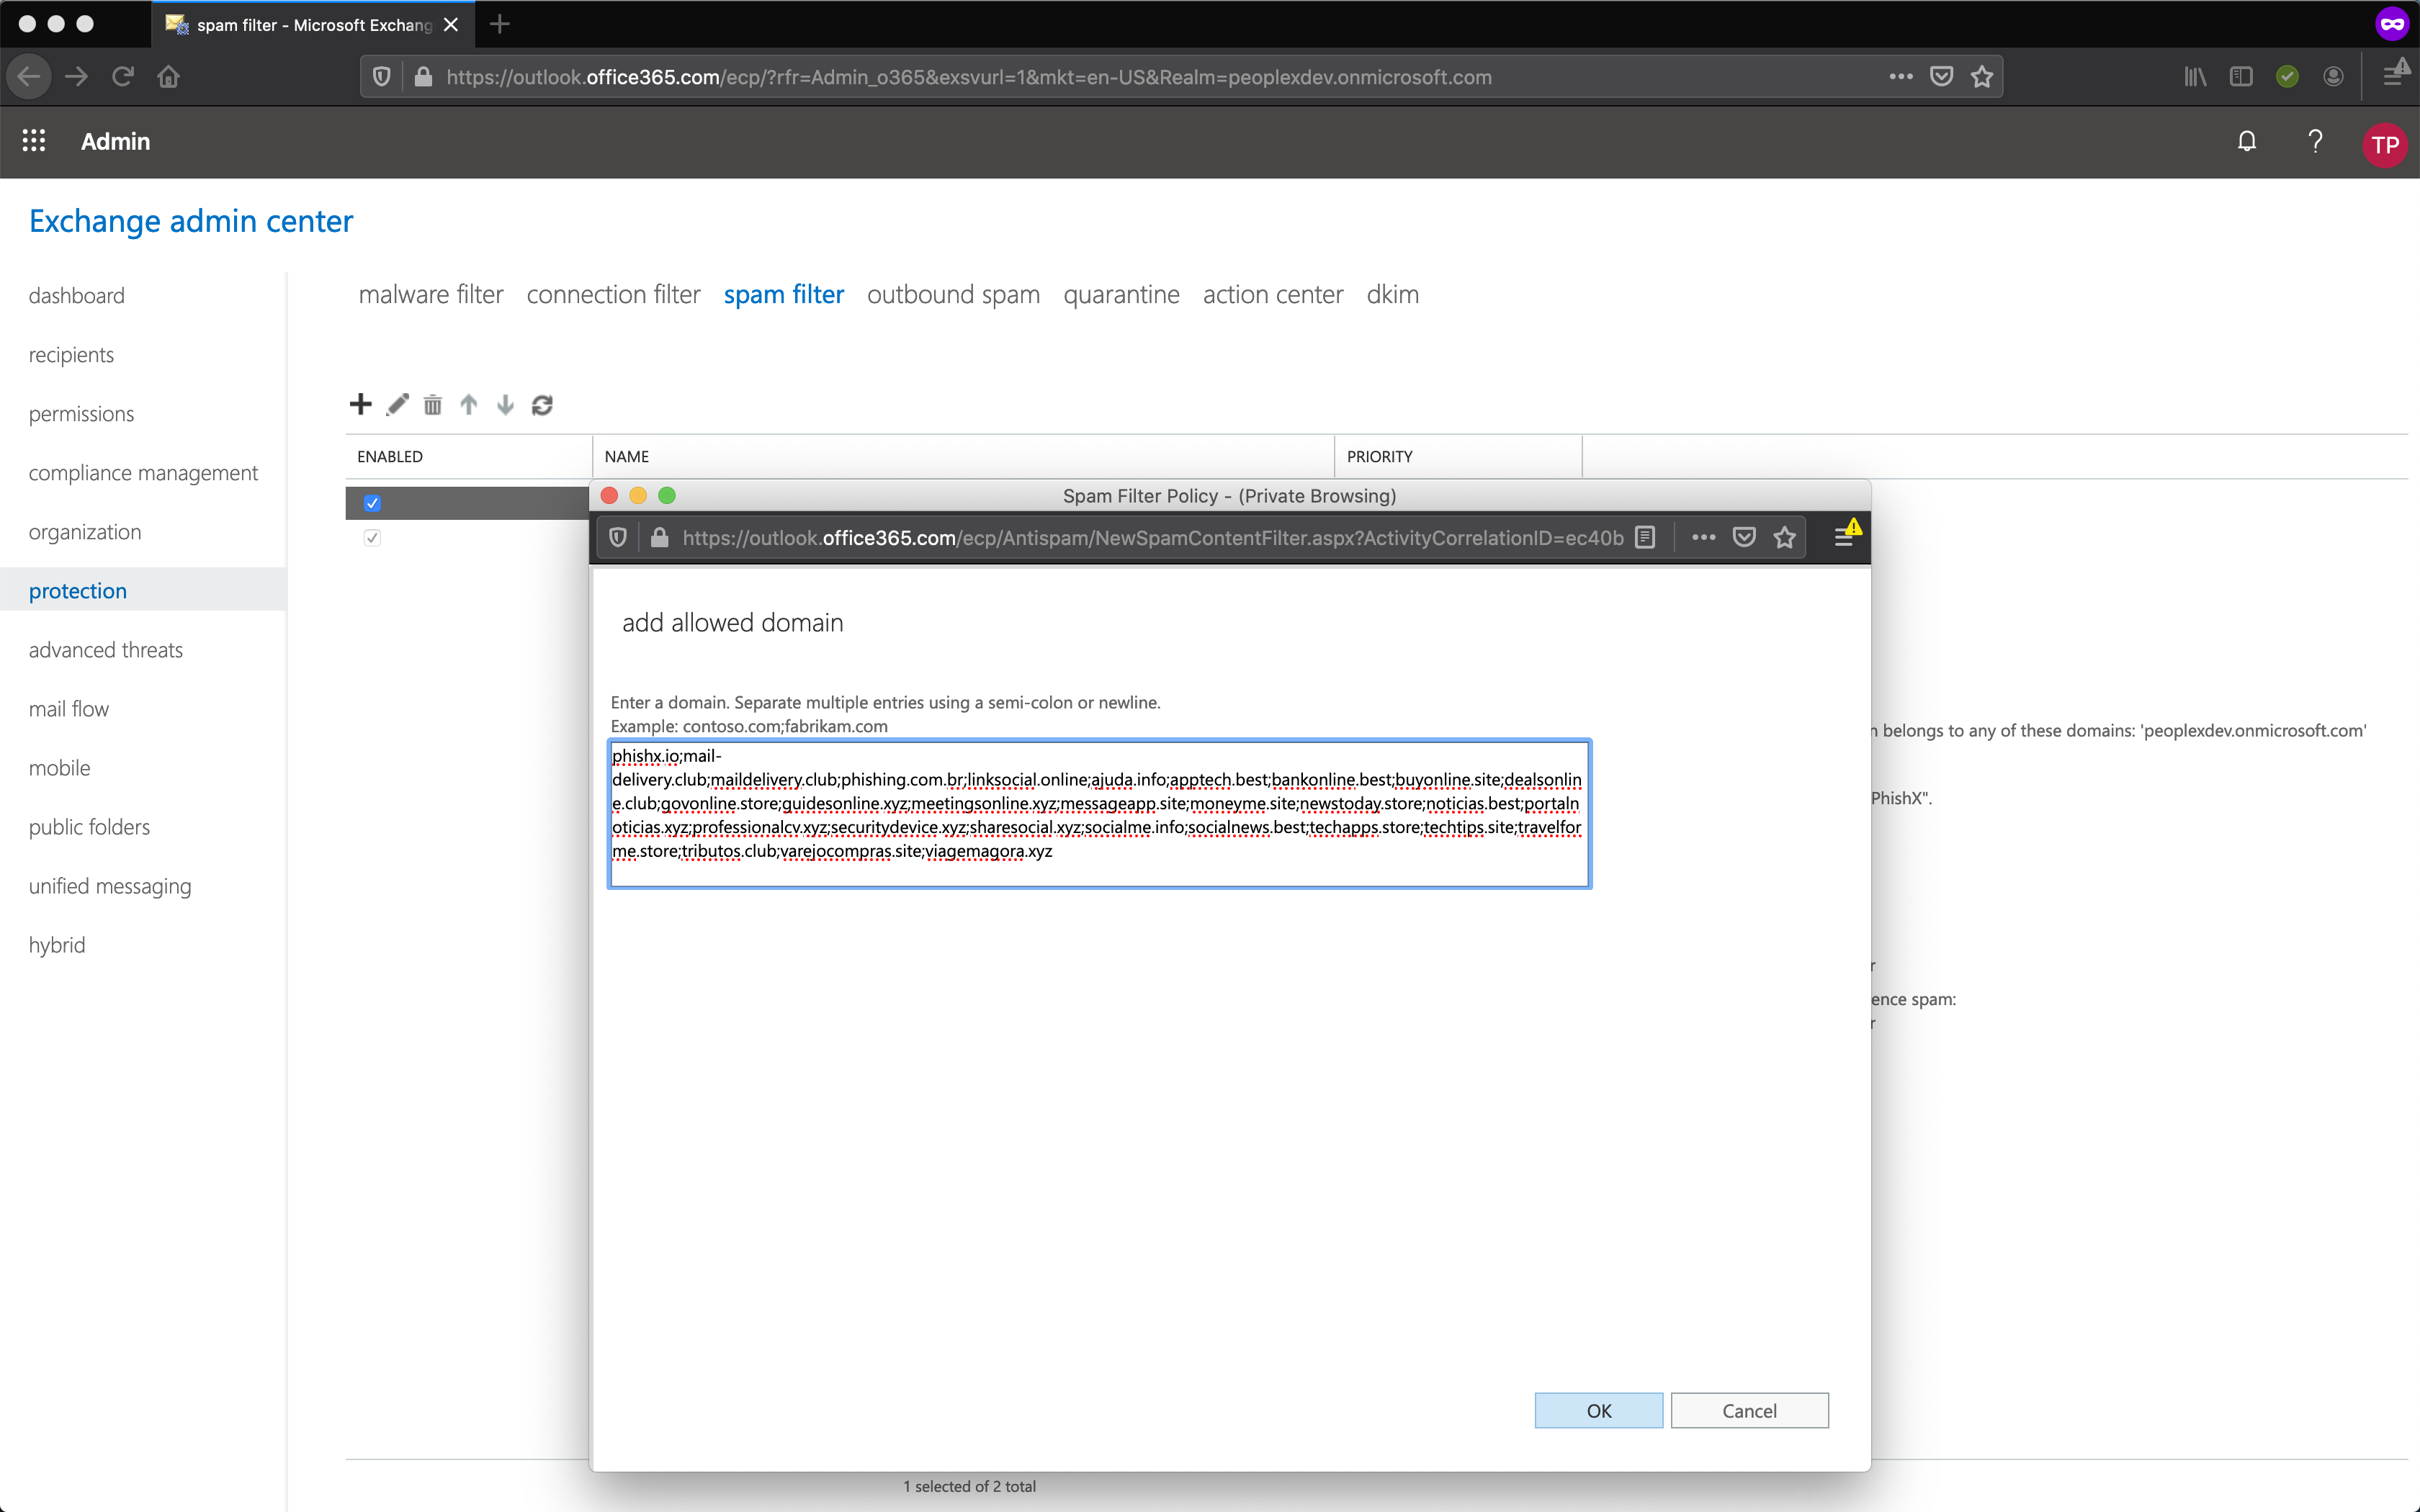 spam filter - Microsoft Exchang
https://outlook.office365.com/ecp/?rfr=Admin_o365&exsvurl=1&mkt=en-US&Realm=peoplexdev.onmicrosoft.com
Admin
TP
Exchange admin center
dashboard
recipients
permissions
compliance management
organization
protection
advanced threats
mail flow
mobile
public folders
unified messaging
hybrid
malware filter connection filter spam filter outbound spam quarantine action center dkim
ENABLED NAME PRIORITY
Spam Filter Policy - (Private Browsing)
https://outlook.office365.com/ecp/Antispam/NewSpamContentFilter.aspx?ActivityCorrelationID=ec40b
add allowed domain
Enter a domain. Separate multiple entries using a semi-colon or newline.
Example: contoso.com;fabrikam.com
phishx.io;mail-
delivery.club;maildelivery.club;phishing.com.br;linksocial.online;ajuda.info;apptech.best;bankonline.best;buyonline.site;dealsonlin
e.club;govonline.store;guidesonline.xyz;meetingsonline.xyz;messageapp.site;moneyme.site;newstoday.store;noticias.best;portaln
oticias.xyz;professionalcv.xyz;securitydevice.xyz;sharesocial.xyz;socialme.info;socialnews.best;techapps.store;techtips.site;travelfor
me.store;tributos.club;varejocompras.site;viagemagora.xyz
OK Cancel
belongs to any of these domains: 'peoplexdev.onmicrosoft.com'
PhishX".
r
ence spam:
r
1 selected of 2 total